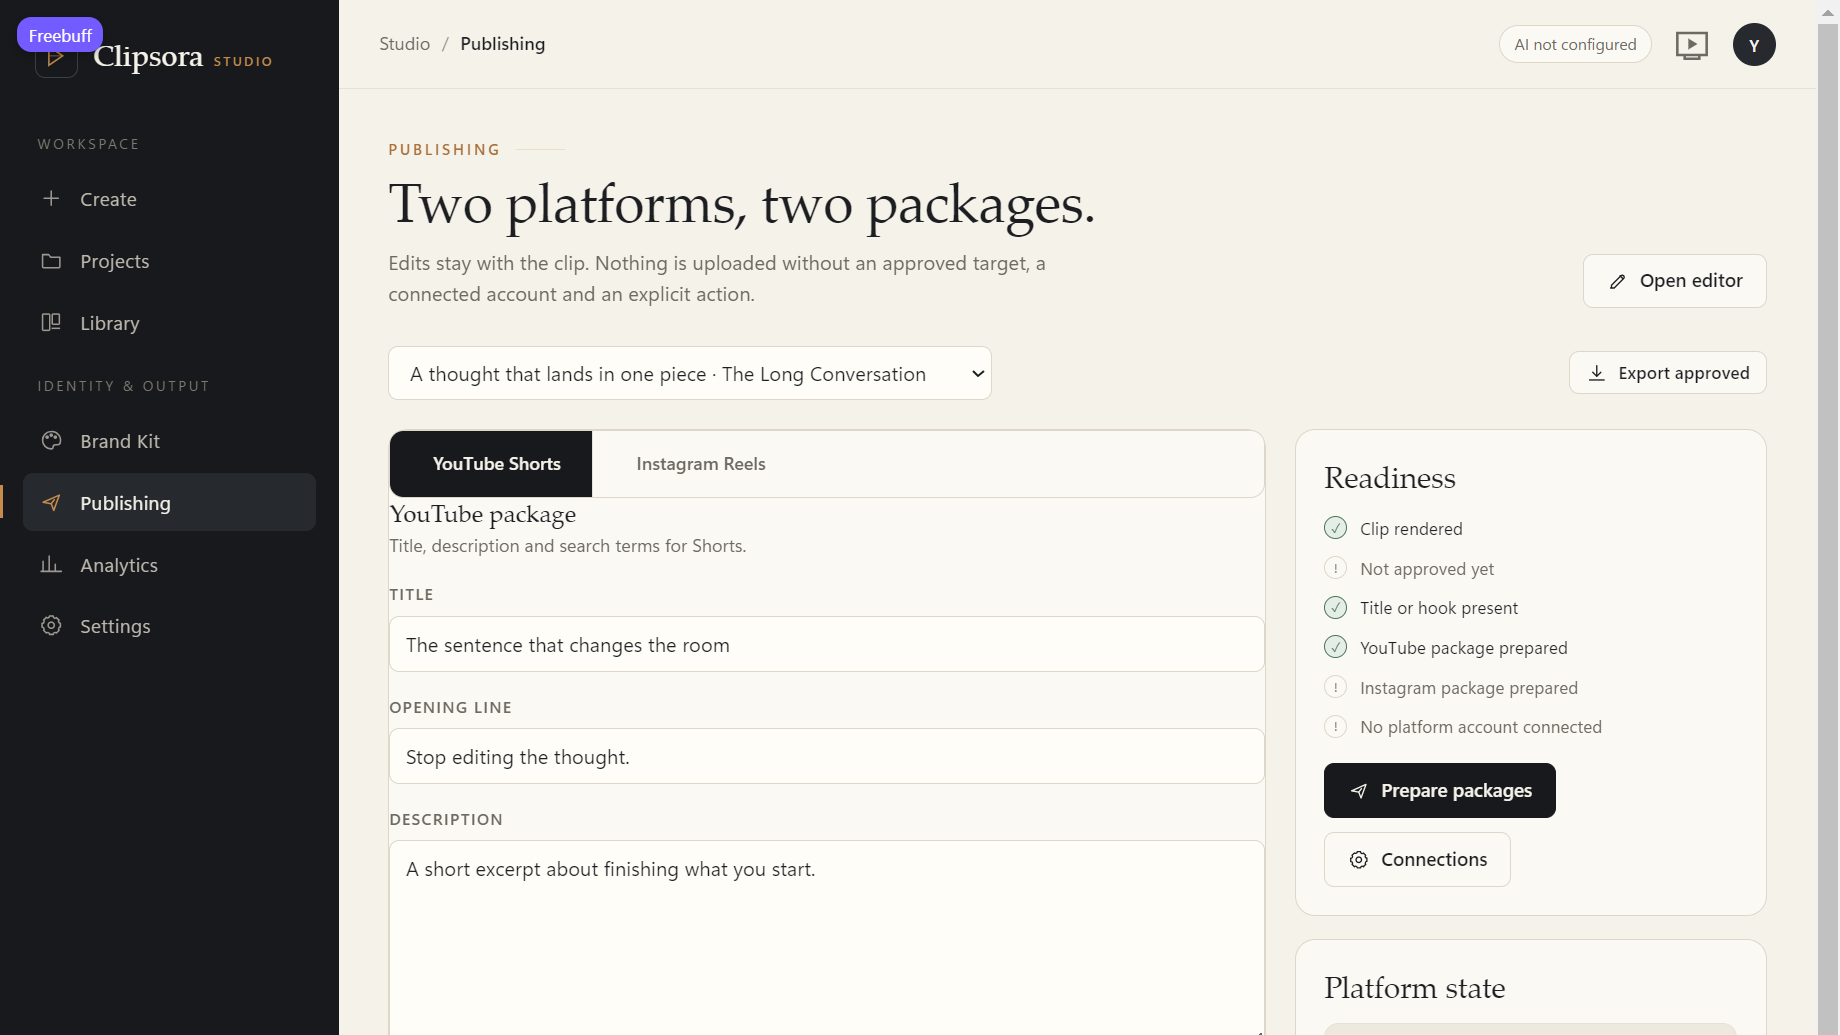 Freebuff
Clipsora STUDIO
WORKSPACE
Create
Projects
Library
IDENTITY & OUTPUT
Brand Kit
Publishing
Analytics
Settings
Studio / Publishing
AI not configured
Y
PUBLISHING
Two platforms, two packages.
Edits stay with the clip. Nothing is uploaded without an approved target, a
connected account and an explicit action.
Open editor
A thought that lands in one piece · The Long Conversation
Export approved
YouTube Shorts
Instagram Reels
YouTube package
Title, description and search terms for Shorts.
TITLE
The sentence that changes the room
OPENING LINE
Stop editing the thought.
DESCRIPTION
A short excerpt about finishing what you start.
Readiness
Clip rendered
! Not approved yet
Title or hook present
YouTube package prepared
! Instagram package prepared
! No platform account connected
Prepare packages
Connections
Platform state